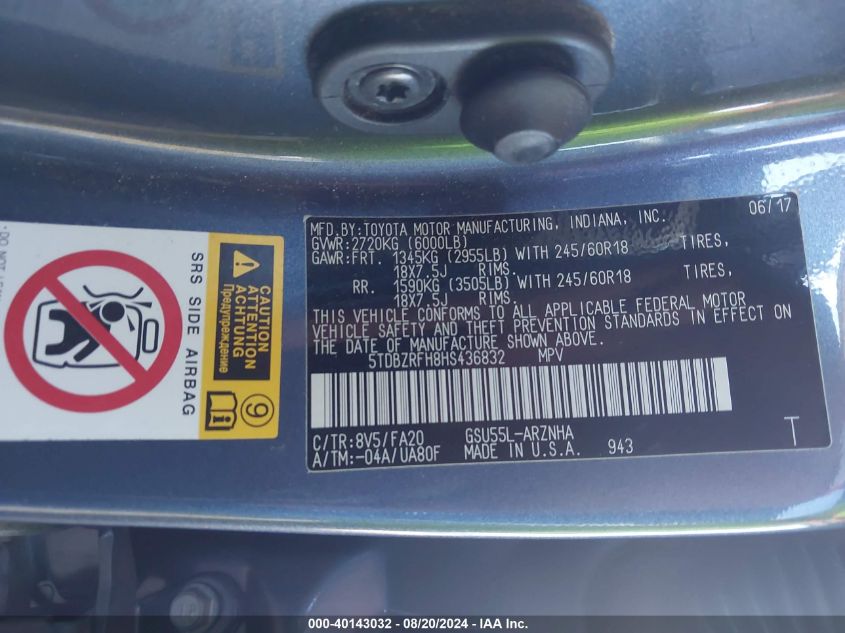 MFD.BY:TOYOTA MOTOR MANUFACTURING, INDIANA, INC. 06/17
GVWR:2720KG (6000LB)
GAWR:FRT. 1345KG (2955LB) WITH 245/60R18 TIRES,
18X7.5J RIMS.
RR. 1590KG (3505LB) WITH 245/60R18 TIRES,
18X7.5J RIMS.
THIS VEHICLE CONFORMS TO ALL APPLICABLE FEDERAL MOTOR
VEHICLE SAFETY AND THEFT PREVENTION STANDARDS IN EFFECT ON
THE DATE OF MANUFACTURE SHOWN ABOVE.
5TDBZRFH8HS436832 MPV
C/TR:8V5/FA20 GSU55L-ARZNHA T
A/TM:-04A/UA80F MADE IN U.S.A. 943
SRS SIDE AIRBAG
CAUTION
ATTENTION
ACHTUNG
Предупреждение
9
000-40143032 - 08/20/2024 - IAA Inc.